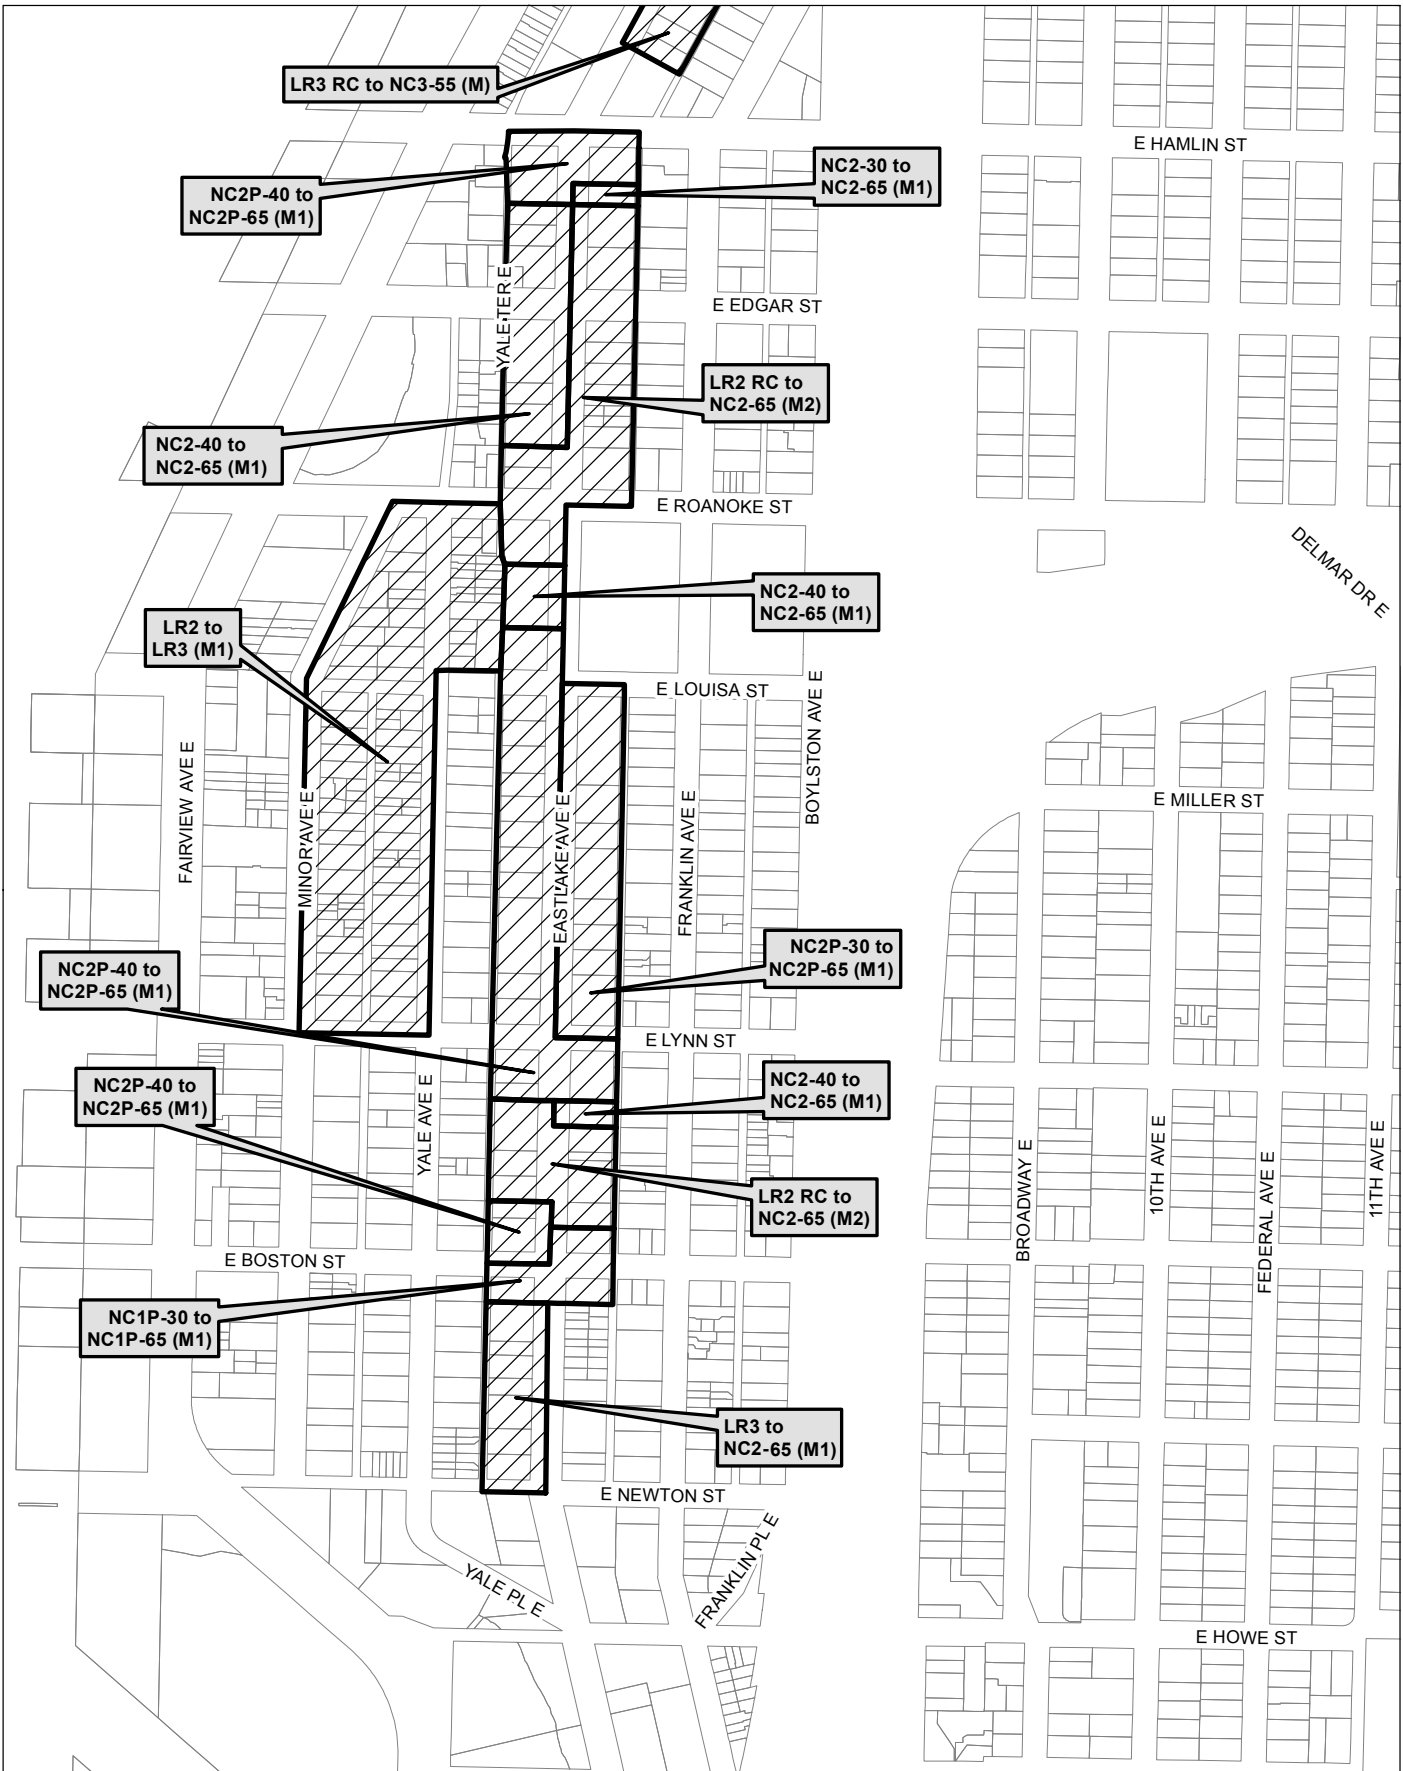 LR3 RC to NC3-55 (M)
E HAMLIN ST
NC2P-40 to
NC2P-65 (M1)
NC2-30 to
NC2-65 (M1)
YALE TER E
E EDGAR ST
LR2 RC to
NC2-65 (M2)
NC2-40 to
NC2-65 (M1)
E ROANOKE ST
DELMAR DR E
NC2-40 to
NC2-65 (M1)
LR2 to
LR3 (M1)
E LOUISA ST
BOYLSTON AVE E
FAIRVIEW AVE E
MINOR AVE E
EASTLAKE AVE E
FRANKLIN AVE E
E MILLER ST
NC2P-30 to
NC2P-65 (M1)
NC2P-40 to
NC2P-65 (M1)
E LYNN ST
NC2P-40 to
NC2P-65 (M1)
YALE AVE E
NC2-40 to
NC2-65 (M1)
LR2 RC to
NC2-65 (M2)
BROADWAY E
10TH AVE E
FEDERAL AVE E
11TH AVE E
E BOSTON ST
NC1P-30 to
NC1P-65 (M1)
LR3 to
NC2-65 (M1)
E NEWTON ST
YALE PL E
FRANKLIN PL E
E HOWE ST